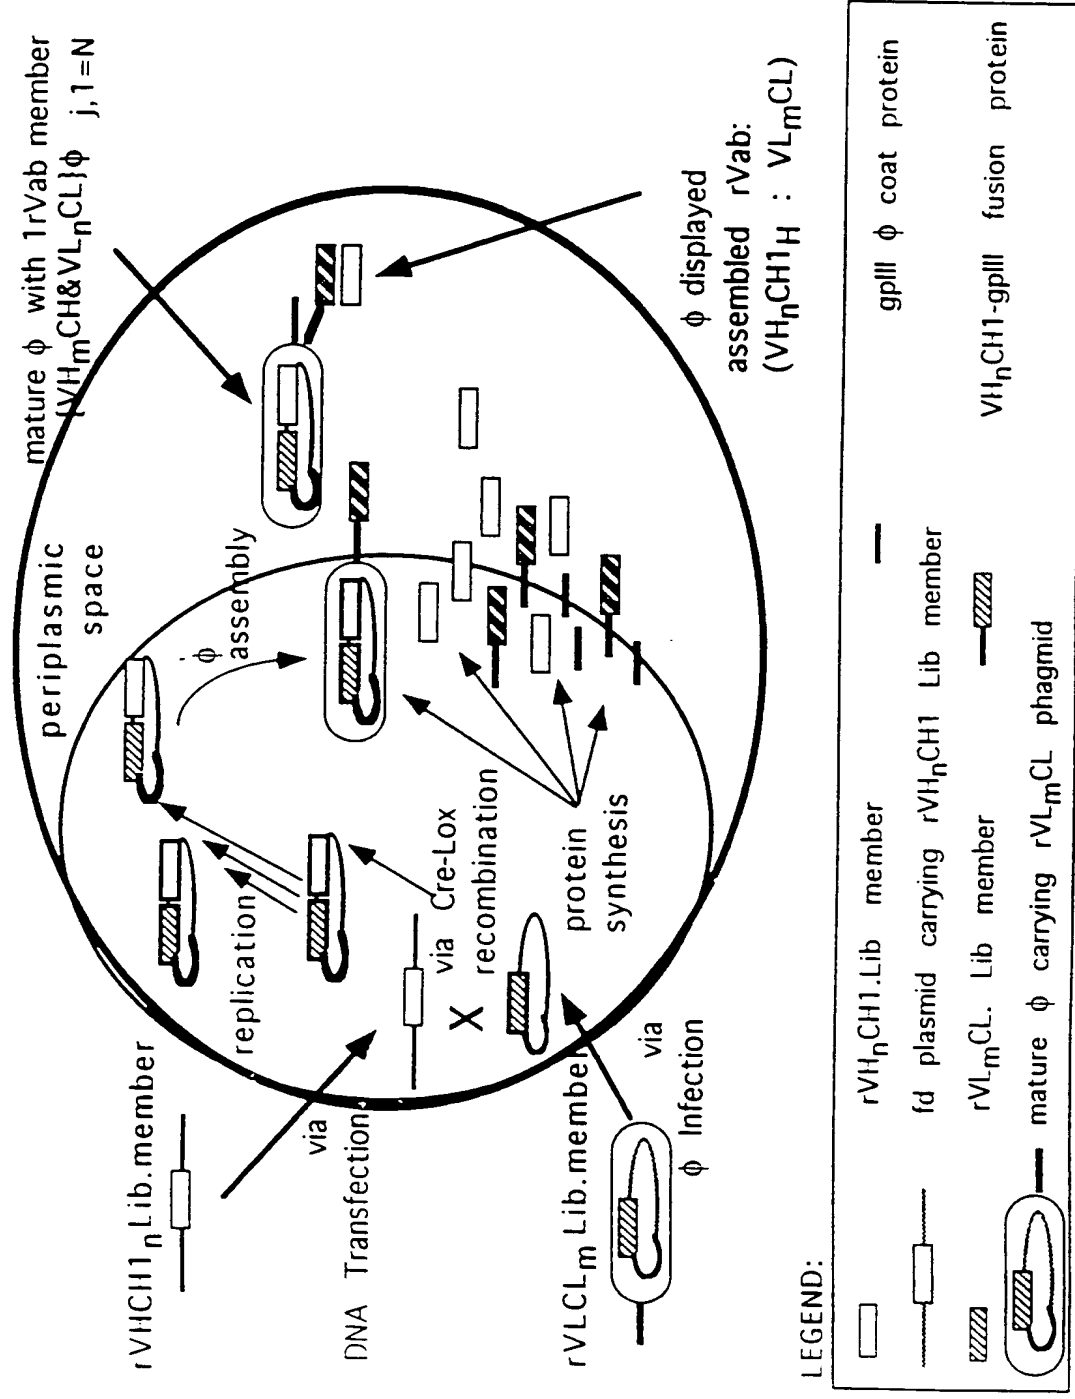 mature ϕ with 1rVab member
{VHmCH&VLnCL}ϕ j,1=N
periplasmic
space
ϕ
assembly
replication
via Cre-Lox
recombination
X
protein
synthesis
ϕ displayed
assembled rVab:
(VHnCH1H : VLmCL)
rVHCH1n Lib.member
via
DNA Transfection
rVLCLm Lib.member
via
ϕ Infection
LEGEND:
rVHnCH1.Lib member
gpIII ϕ coat protein
fd plasmid carrying rVHnCH1 Lib member
rVLmCL. Lib member
VHnCH1-gpIII fusion protein
mature ϕ carrying rVLmCL phagmid